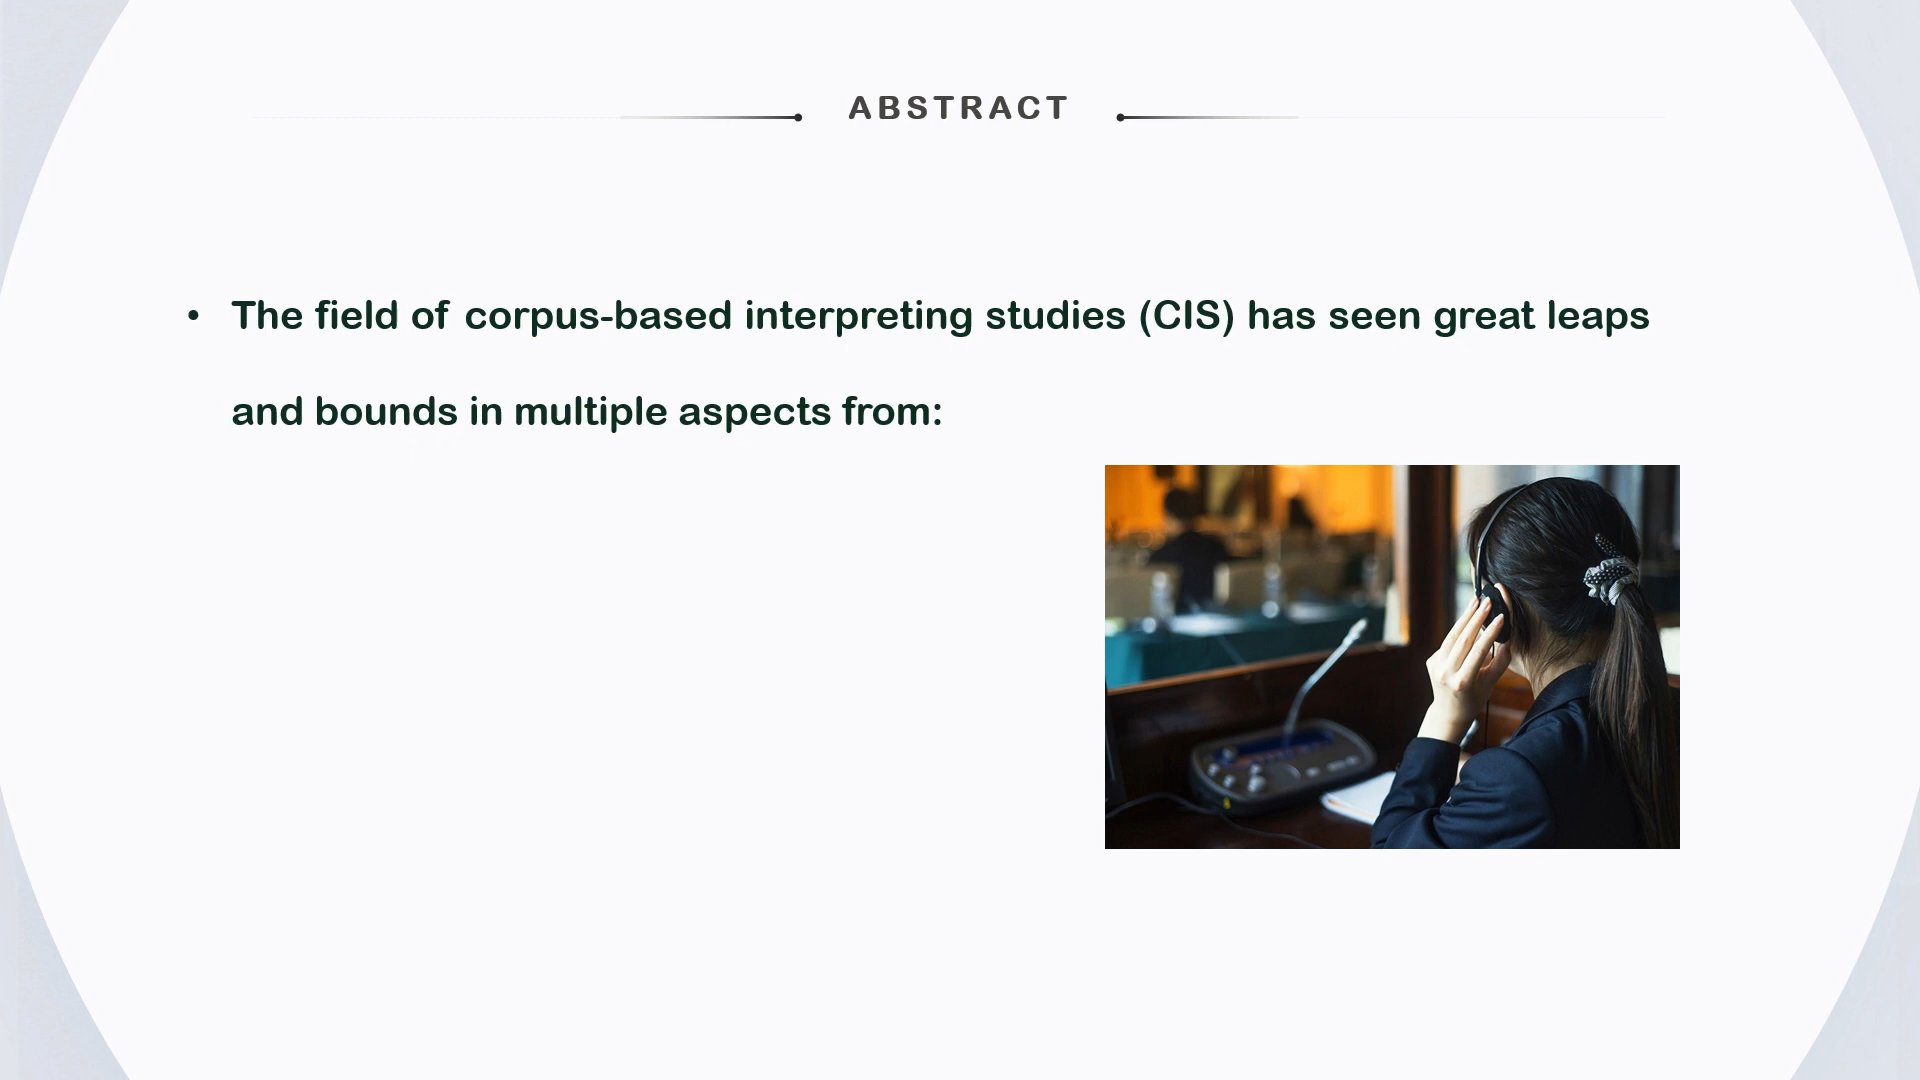 ABSTRACT
• The field of corpus-based interpreting studies (CIS) has seen great leaps
and bounds in multiple aspects from: